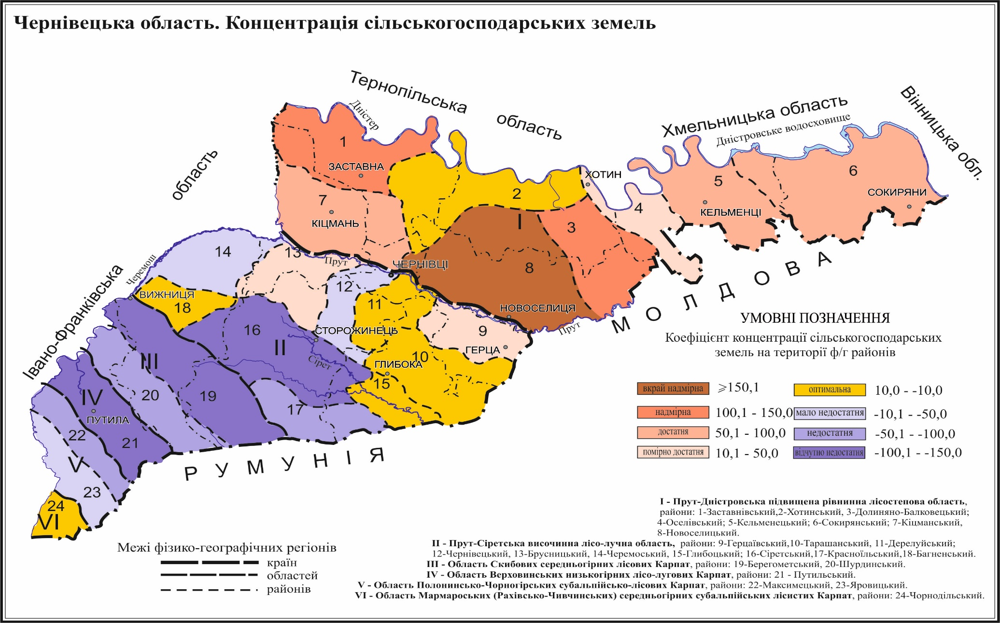 Чернівецька область. Концентрація сільськогосподарських земель
Тернопільська
область
Хмельницька область
Вінницька обл.
Дністровське водосховище
Дністер
область
Івано-Франківська
Черемош
1
ЗАСТАВНА
2
ХОТИН
6
5
СОКИРЯНИ
7
4
КЕЛЬМЕНЦІ
КІЦМАНЬ
I
3
14
13
Прут
ЧЕРНІВЦІ
8
МОЛДОВА
12
ВИЖНИЦЯ
18
11
НОВОСЕЛИЦЯ
Прут
16
СТОРОЖИНЕЦЬ
9
II
ГЕРЦА
III
Сірет
10
ГЛИБОКА
15
IV
20
19
17
ПУТИЛА
22
21
РУМУНІЯ
V
23
24
VI
УМОВНІ ПОЗНАЧЕННЯ
Коефіцієнт концентрації сільськогосподарських
земель на території ф/г районів
вкрай надмірна ⩾150,1 оптимальна 10,0 - -10,0
надмірна 100,1 - 150,0 мало недостатня -10,1 - -50,0
достатня 50,1 - 100,0 недостатня -50,1 - -100,0
помірно достатня 10,1 - 50,0 відчутно недостатня -100,1 - -150,0
Межі фізико-географічних регіонів
країн
областей
районів
I - Прут-Дністровська підвищена рівнинна лісостепова область,
райони: 1-Заставнівський,2-Хотинський, 3-Долиняно-Балковецький;
4-Оселівський; 5-Кельменецький; 6-Сокирянський; 7-Кіцманський,
8-Новоселицький.
II - Прут-Сіретська височинна лісо-лучна область, райони: 9-Герцаївський,10-Тарашанський, 11-Дерелуйський;
12-Чернівецький, 13-Брусницький, 14-Черемоський, 15-Глибоцький; 16-Сіретський,17-Красноїльський,18-Багненський.
III - Область Скибових середньогірних лісових Карпат, райони: 19-Берегометський, 20-Шурдинський.
IV - Область Верховинських низькогірних лісо-лугових Карпат, райони: 21 - Путильський.
V - Область Полонинсько-Чорногірських субальпійсько-лісових Карпат, райони: 22-Максимецький, 23-Яровицький.
VI - Область Мармароських (Рахівсько-Чивчинських) середньогірних субальпійських лісистих Карпат, райони: 24-Чорнодільський.